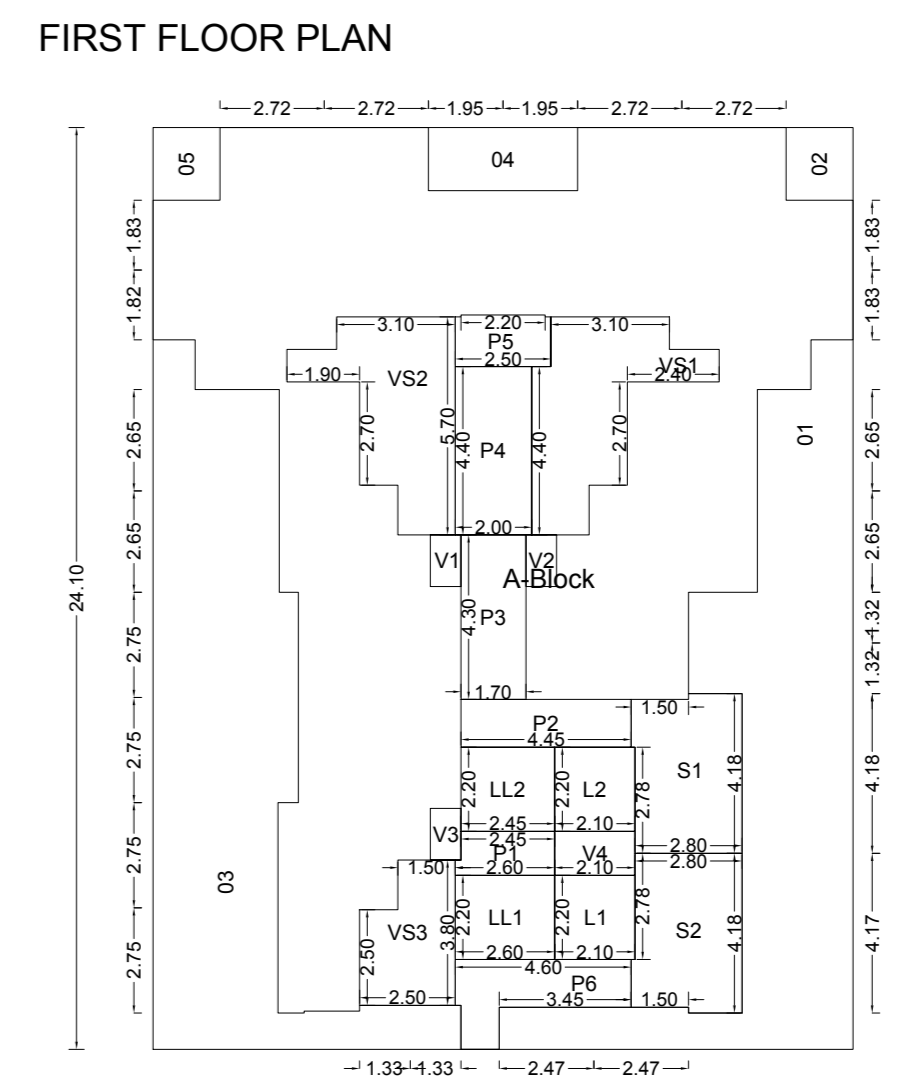 FIRST FLOOR PLAN
2.72 2.72 1.95 1.95 2.72 2.72
05 04 02
1.83 1.83
1.82 1.83
3.10 2.20 3.10
P5
1.90 VS2 2.50 VS1
2.40
2.70 5.70 4.40 P4 4.40 2.70
01
2.65 2.65
2.00
2.65 2.65
V1 V2
A-Block
24.10
4.30 P3
2.75 1.32
1.32
1.70 1.50
P2
4.45
2.75 4.18
S1 4.18
2.20 LL2 2.20 L2 2.78
2.45 2.10
V3 2.45
P1 V4 2.80
2.75 1.50 2.60 2.10 2.80
03
2.20 LL1 2.20 L1 2.78
VS3 3.80 S2 4.18 4.17
2.50 2.60 2.10
2.75 4.60
P6
2.50 3.45 1.50
1.33 1.33 2.47 2.47